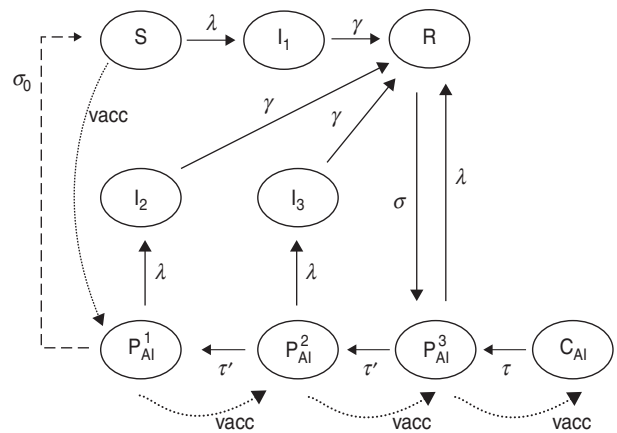 S λ I₁ γ R
σ₀
vacc
γ γ
I₂ I₃ σ λ
λ λ
P¹AI τ′ P²AI τ′ P³AI τ CAI
vacc vacc vacc